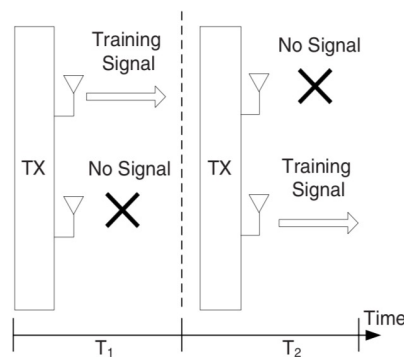 Training
Signal
TX
No Signal
No Signal
TX
Training
Signal
Time
T₁
T₂